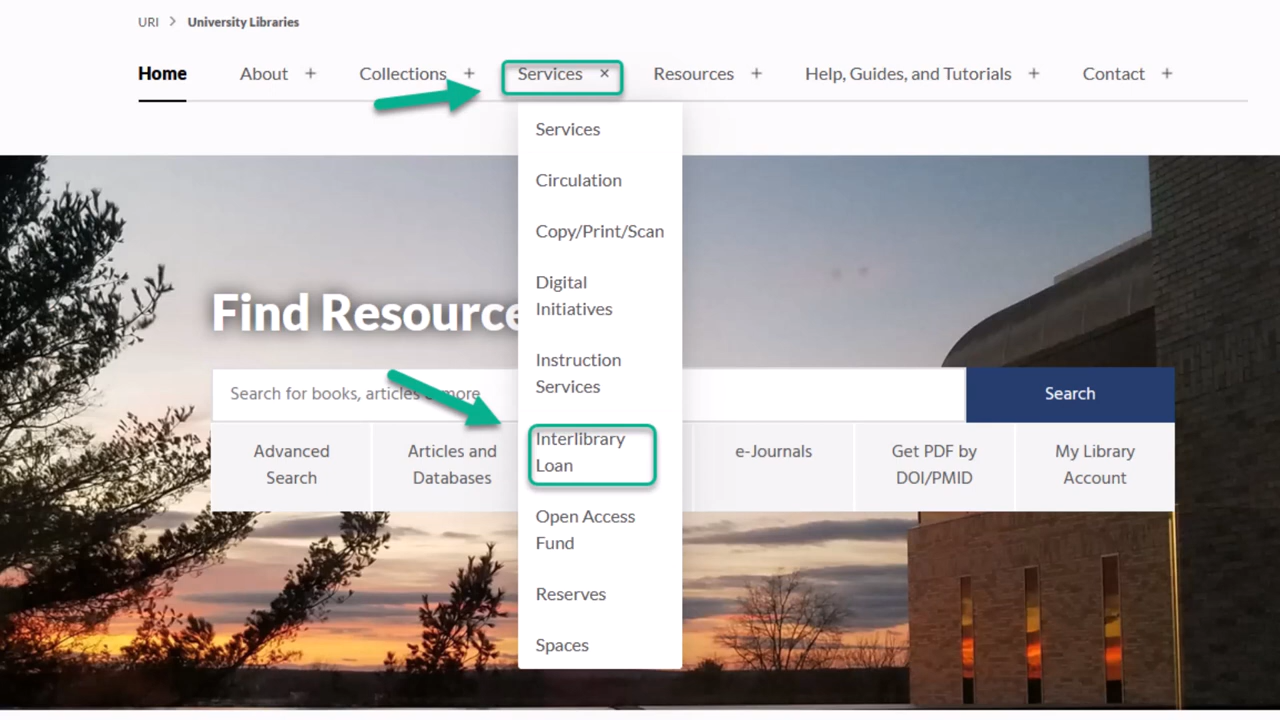 URI > University Libraries
Home About + Collections + Services × Resources + Help, Guides, and Tutorials + Contact +
Services
Circulation
Copy/Print/Scan
Digital
Initiatives
Instruction
Services
Interlibrary
Loan
Open Access
Fund
Reserves
Spaces
Find Resource
Search for books, articles more
Search
Advanced
Search
Articles and
Databases
e-Journals
Get PDF by
DOI/PMID
My Library
Account